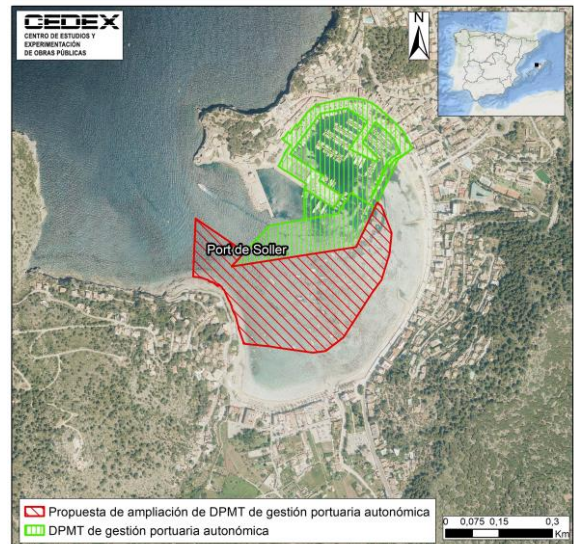 CEDEX
CENTRO DE ESTUDIOS Y
EXPERIMENTACIÓN
DE OBRAS PÚBLICAS
N
Port de Soller
Propuesta de ampliación de DPMT de gestión portuaria autonómica
DPMT de gestión portuaria autonómica
0 0,075 0,15 0,3
Km